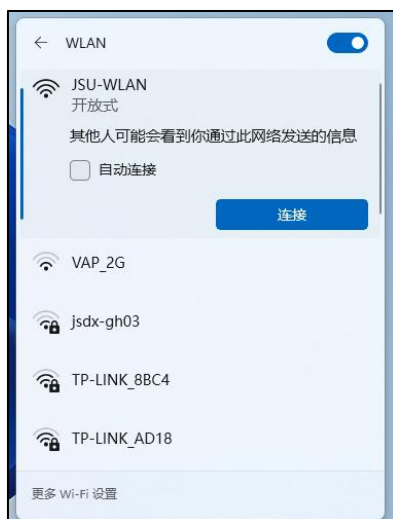 WLAN
JSU-WLAN
开放式
其他人可能会看到你通过此网络发送的信息
自动连接
连接
VAP_2G
jsdx-gh03
TP-LINK_8BC4
TP-LINK_AD18
更多 Wi-Fi 设置